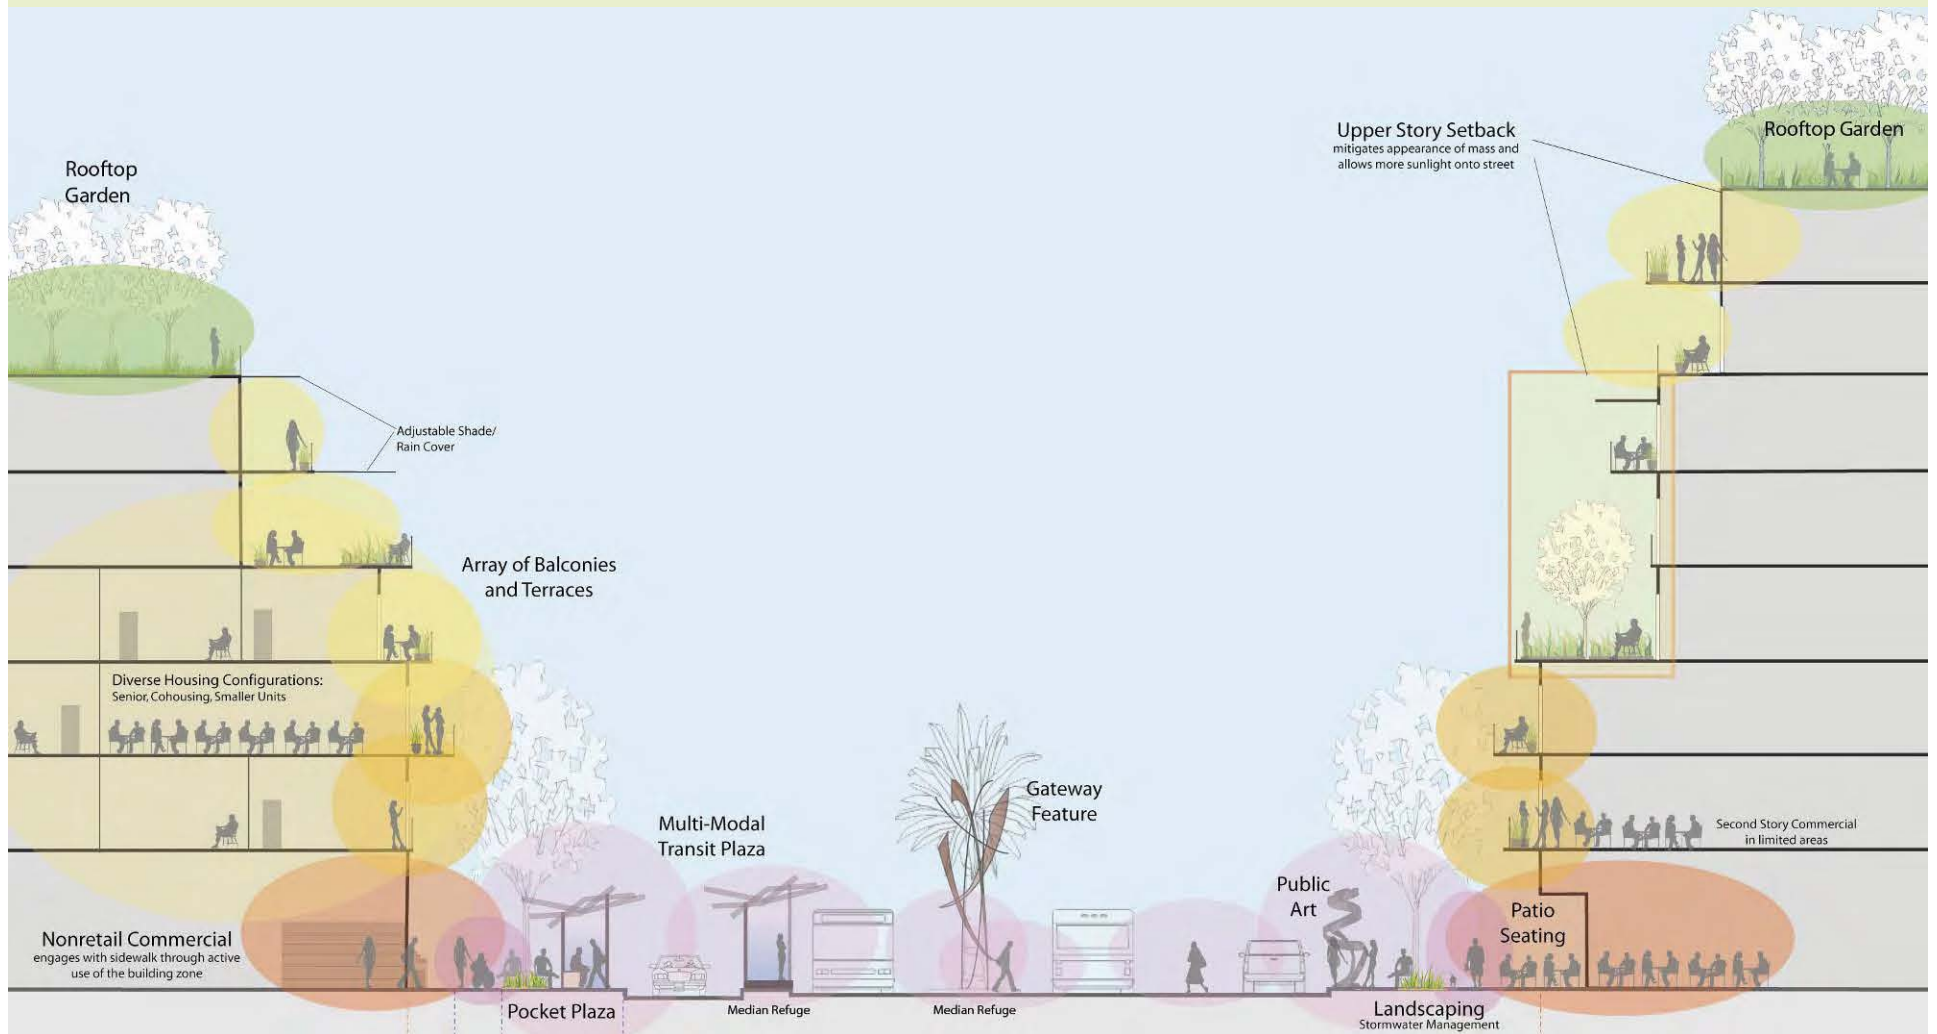 Rooftop
Garden
Upper Story Setback
mitigates appearance of mass and
allows more sunlight onto street
Rooftop Garden
Adjustable Shade/
Rain Cover
Array of Balconies
and Terraces
Diverse Housing Configurations:
Senior, Cohousing, Smaller Units
Multi-Modal
Transit Plaza
Gateway
Feature
Second Story Commercial
in limited areas
Public
Art
Patio
Seating
Nonretail Commercial
engages with sidewalk through active
use of the building zone
Pocket Plaza
Median Refuge
Median Refuge
Landscaping
Stormwater Management